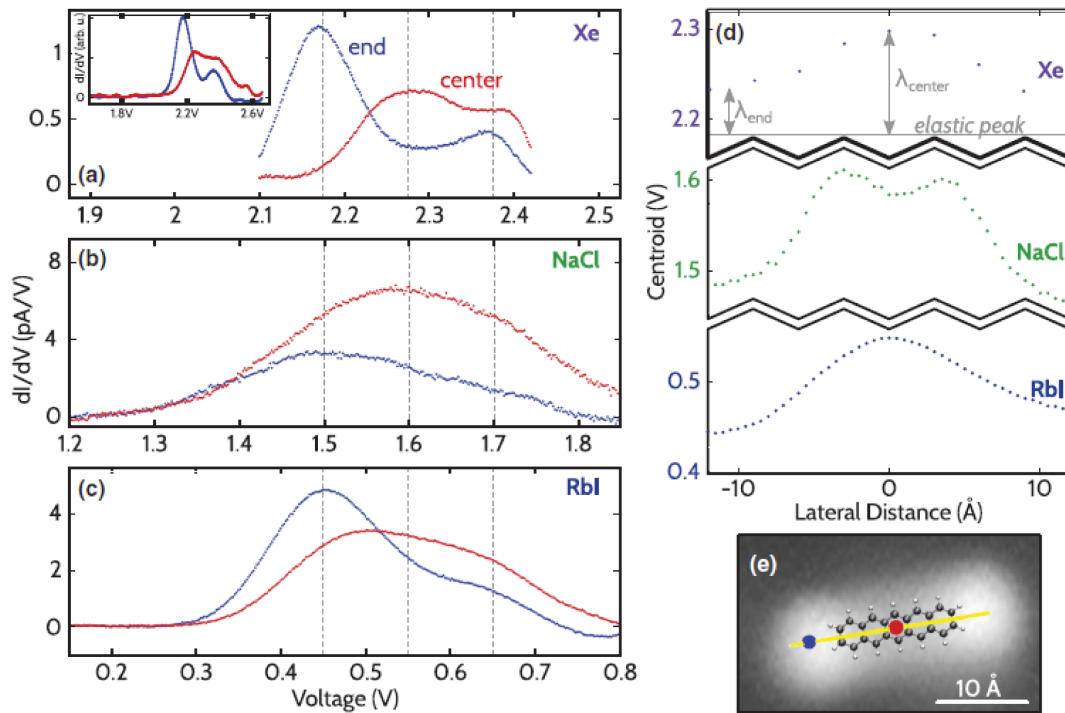 (a)
Xe
end
center
dI/dV (arb. u.)
1.8V 2.2V 2.6V
1
0.5
0
1.9 2 2.1 2.2 2.3 2.4 2.5
(b)
NaCl
8
4
0
1.2 1.3 1.4 1.5 1.6 1.7 1.8
dI/dV (pA/V)
(c)
RbI
4
2
0
0.2 0.3 0.4 0.5 0.6 0.7 0.8
Voltage (V)
(d)
2.3
Xe
λcenter
λend
2.2
elastic peak
1.6
NaCl
1.5
Centroid (V)
RbI
0.5
0.4
-10 0 10
Lateral Distance (Å)
(e)
10 Å